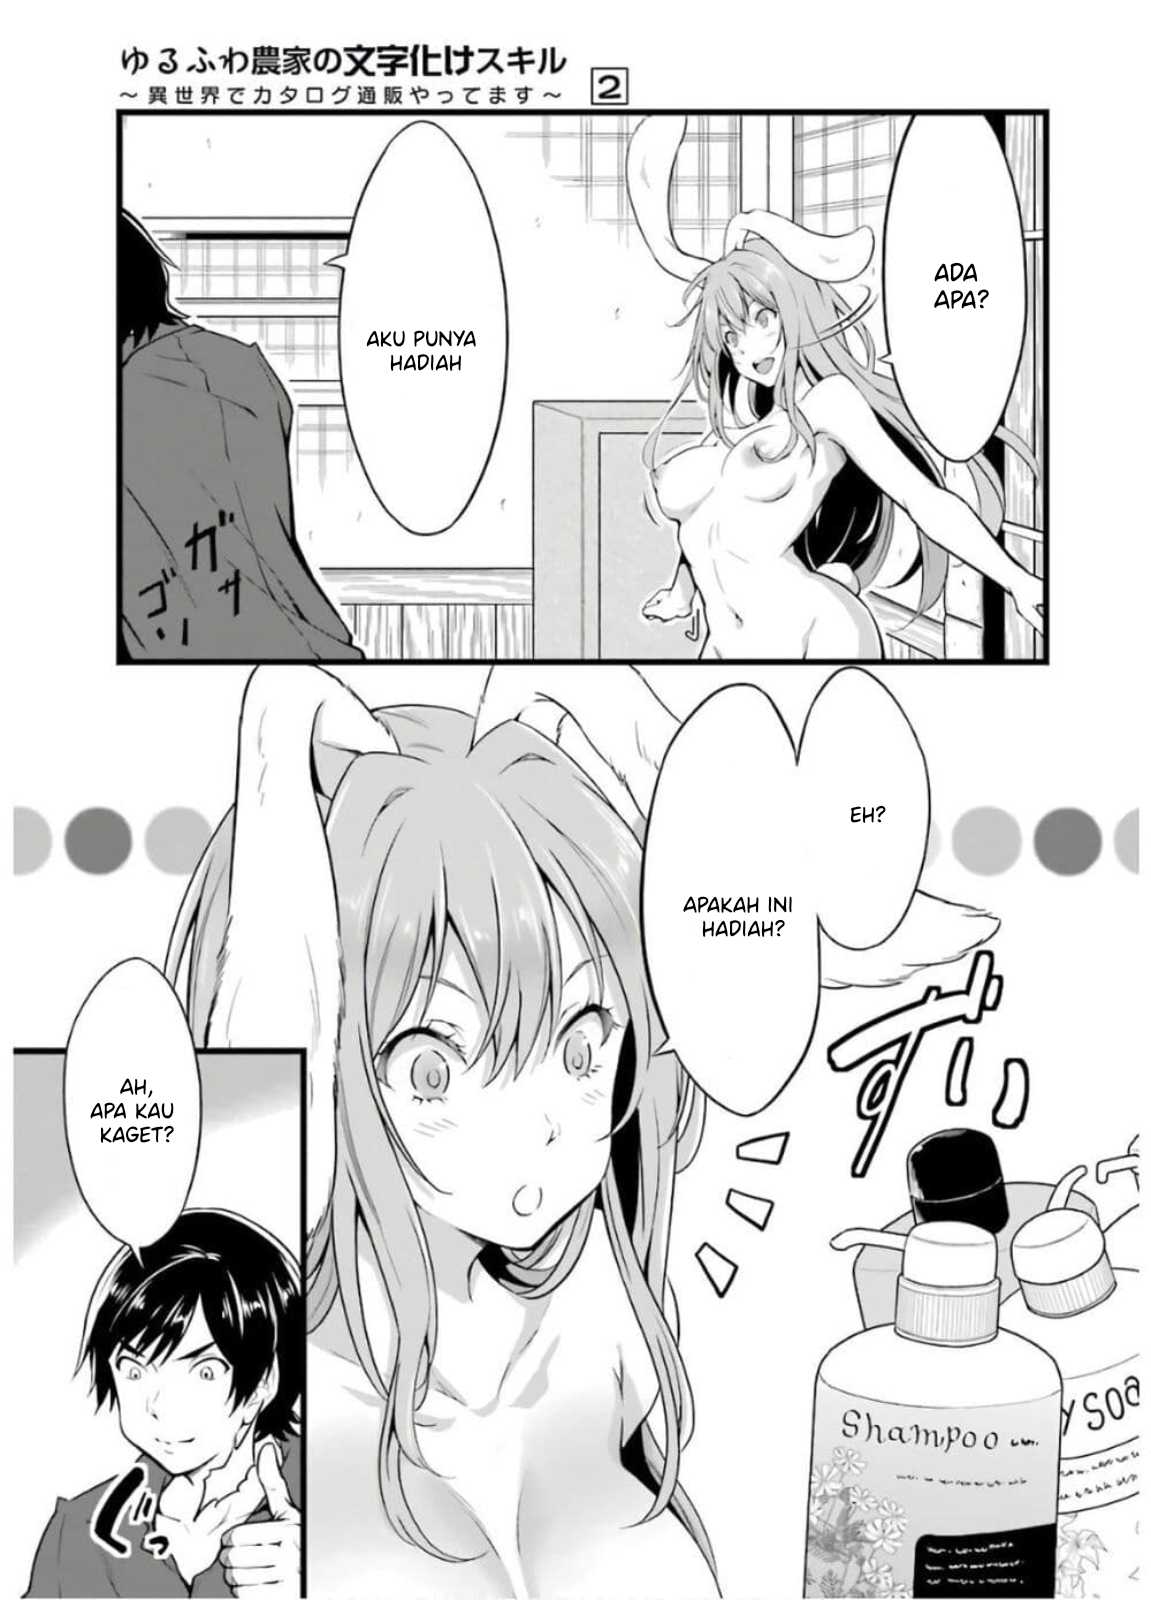 ゆるふわ農家の文字化けスキル
～異世界でカタログ通販やってます～
2
ADA
APA?
AKU PUNYA
HADIAH
ガサ
ゴソ
EH?
APAKAH INI
HADIAH?
ずい
AH,
APA KAU
KAGET?
ぐっ
Shampoo
y SOA